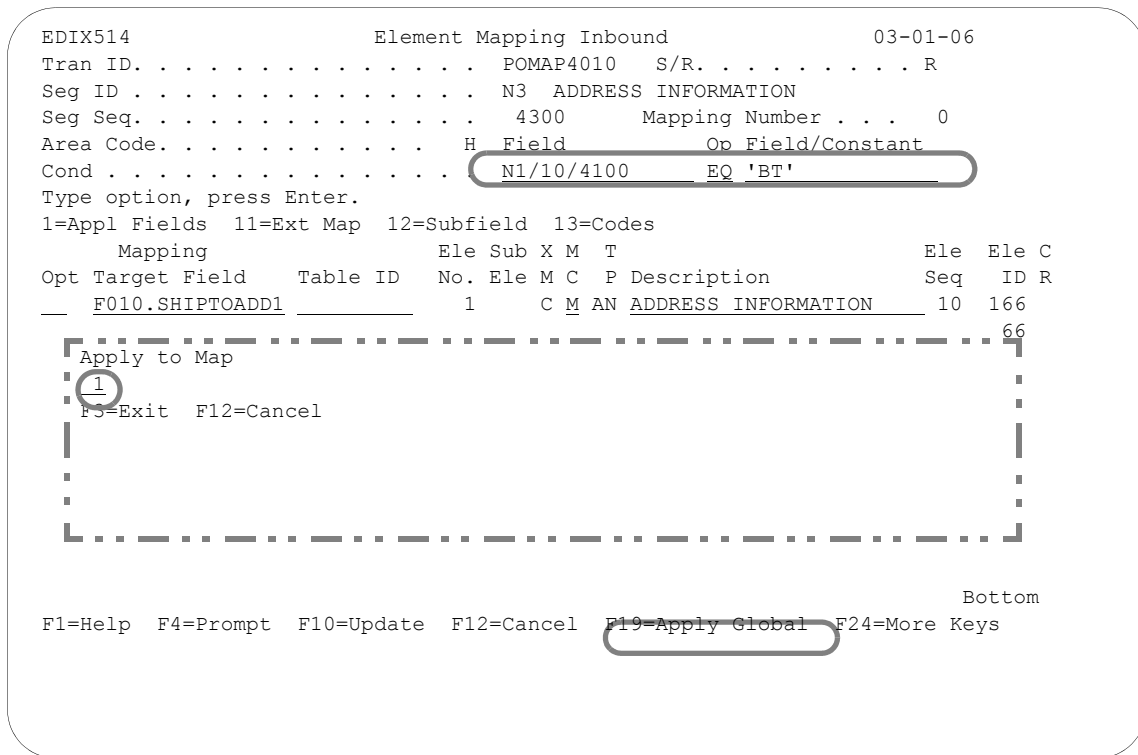 EDIX514 Element Mapping Inbound 03-01-06
Tran ID. . . . . . . . . . . . . . POMAP4010 S/R. . . . . . . . . R
Seg ID . . . . . . . . . . . . . . N3 ADDRESS INFORMATION
Seg Seq. . . . . . . . . . . . . . 4300 Mapping Number . . . 0
Area Code. . . . . . . . . . . H Field Op Field/Constant
Cond . . . . . . . . . . . . . . . N1/10/4100 EQ 'BT'
Type option, press Enter.
1=Appl Fields 11=Ext Map 12=Subfield 13=Codes
Mapping Ele Sub X M T Ele Ele C
Opt Target Field Table ID No. Ele M C P Description Seq ID R
F010.SHIPTOADD1 1 C M AN ADDRESS INFORMATION 10 166
66
Apply to Map
1
F3=Exit F12=Cancel
Bottom
F1=Help F4=Prompt F10=Update F12=Cancel F19=Apply Global F24=More Keys